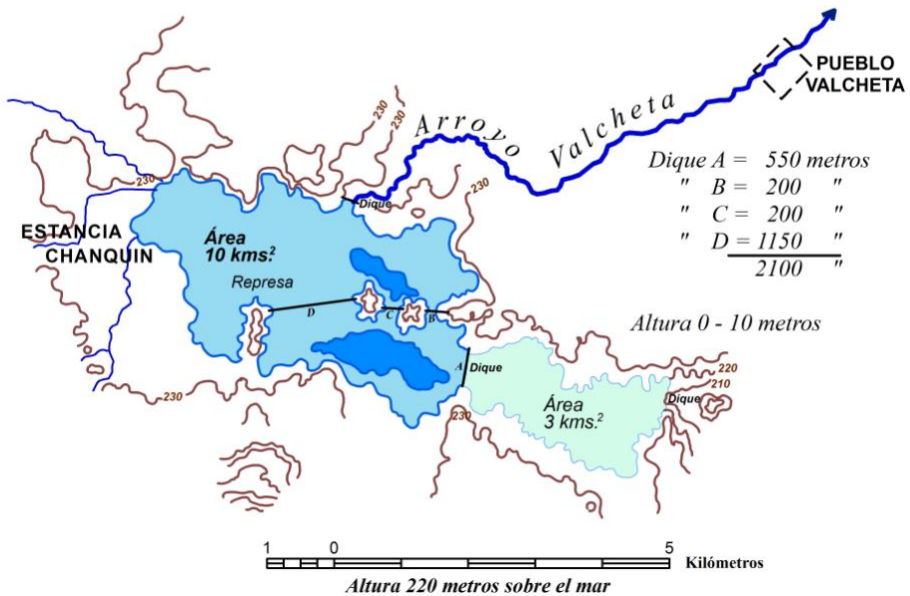 230
230
Arroyo Valcheta
PUEBLO
VALCHETA
Dique A = 550 metros
" B = 200 "
" C = 200 "
" D = 1150 "
2100 "
230
230
Dique
ESTANCIA
CHANQUIN
Área
10 kms.²
Represa
D
C
B
Altura 0 - 10 metros
A
Dique
220
210
Dique
Área
3 kms.²
230
230
1 0 5
Kilómetros
Altura 220 metros sobre el mar